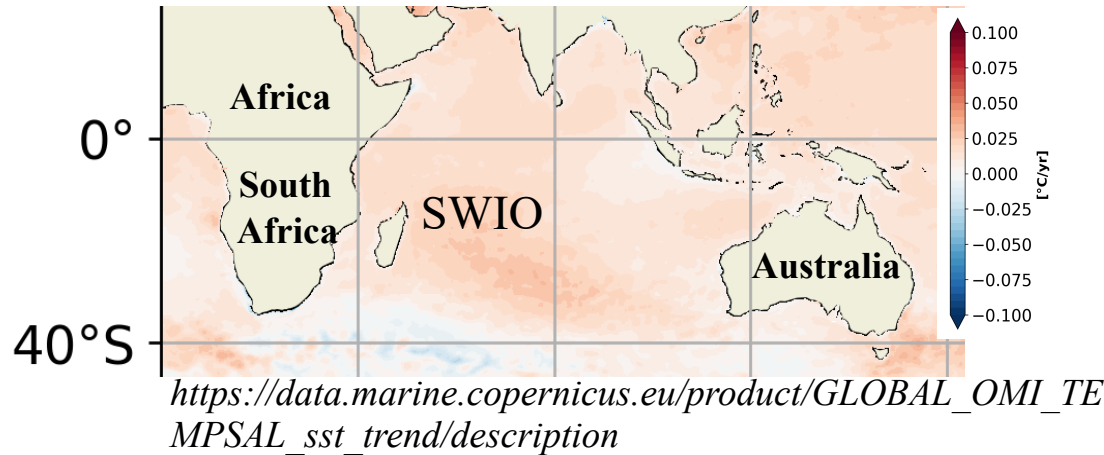 Africa
0°
South
Africa
SWIO
Australia
40°S
0.100
0.075
0.050
0.025
0.000
−0.025
−0.050
−0.075
−0.100
[°C/yr]
https://data.marine.copernicus.eu/product/GLOBAL_OMI_TE
MPSAL_sst_trend/description